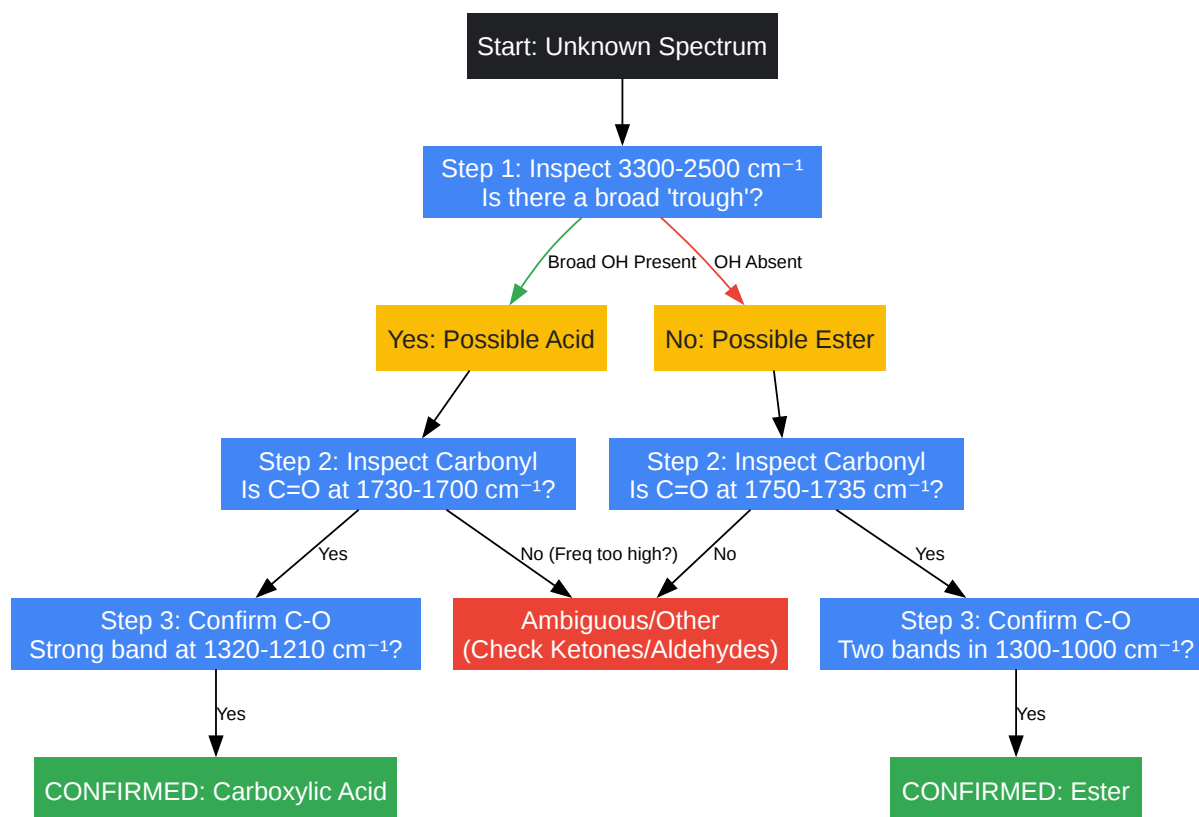 Start: Unknown Spectrum
Step 1: Inspect 3300-2500 cm⁻¹
Is there a broad 'trough'?
Broad OH Present
OH Absent
Yes: Possible Acid
No: Possible Ester
Step 2: Inspect Carbonyl
Is C=O at 1730-1700 cm⁻¹?
Step 2: Inspect Carbonyl
Is C=O at 1750-1735 cm⁻¹?
Yes
No (Freq too high?)
No
Yes
Step 3: Confirm C-O
Strong band at 1320-1210 cm⁻¹?
Ambiguous/Other
(Check Ketones/Aldehydes)
Step 3: Confirm C-O
Two bands in 1300-1000 cm⁻¹?
Yes
Yes
CONFIRMED: Carboxylic Acid
CONFIRMED: Ester